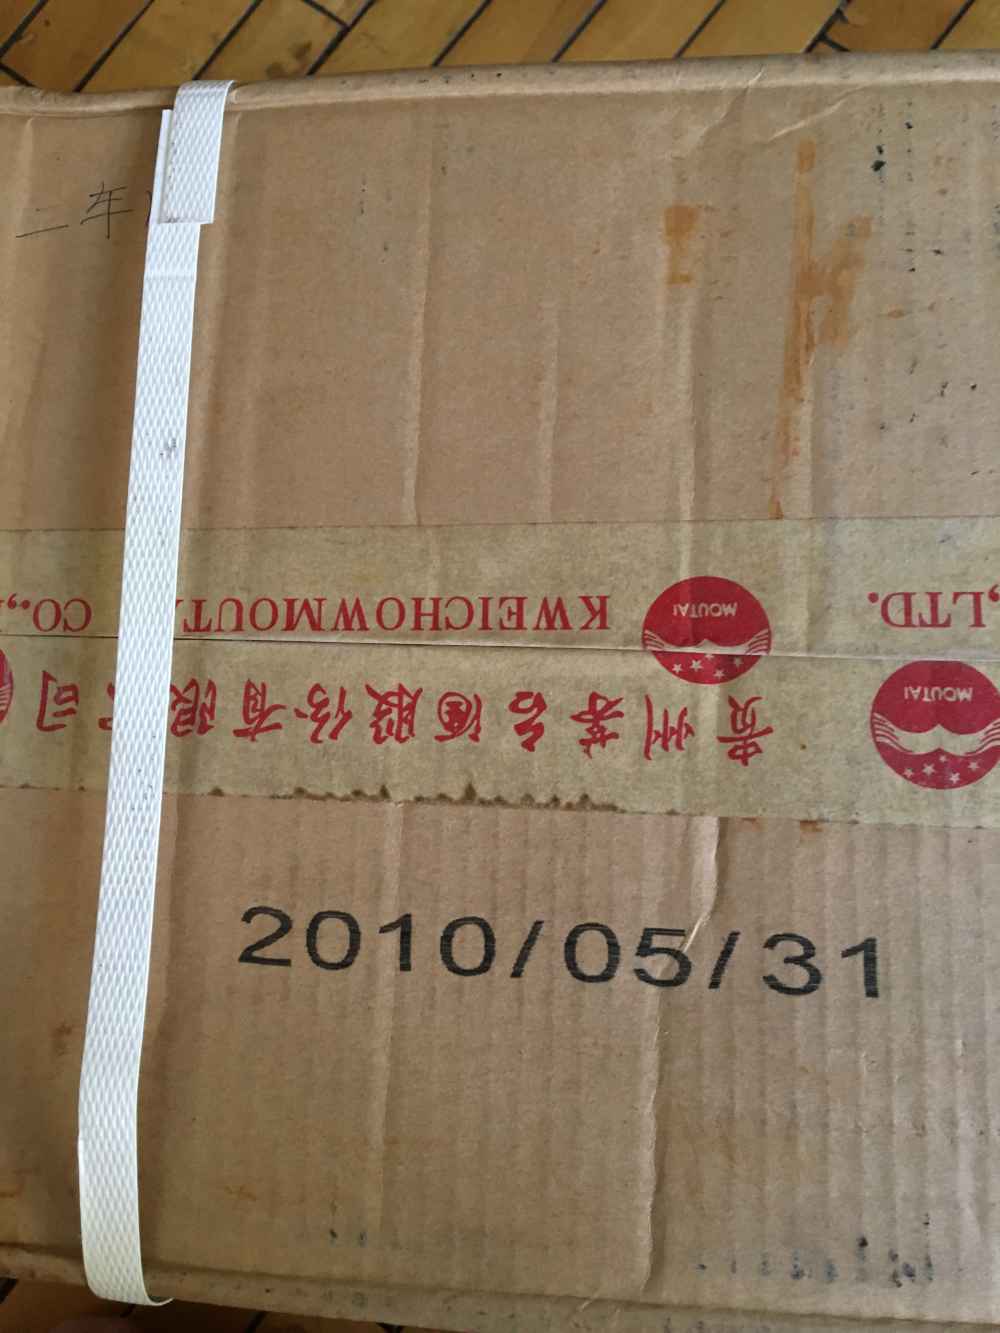 二年
KWEICHOWMOUT
CO.,
,LTD.
MOUTAI
贵州茅台酒股份有限
司
MOUTAI
2010/05/31